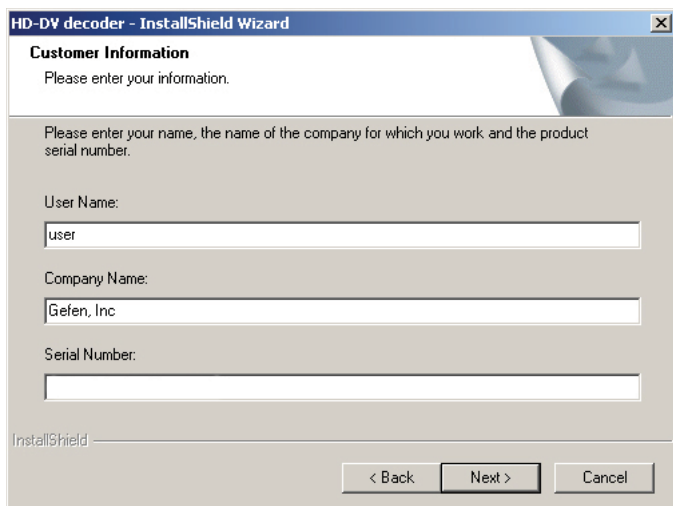 HD-DV decoder - InstallShield Wizard
Customer Information
Please enter your information.
Please enter your name, the name of the company for which you work and the product
serial number.
User Name:
user
Company Name:
Gefen, Inc
Serial Number:
InstallShield
< Back Next > Cancel